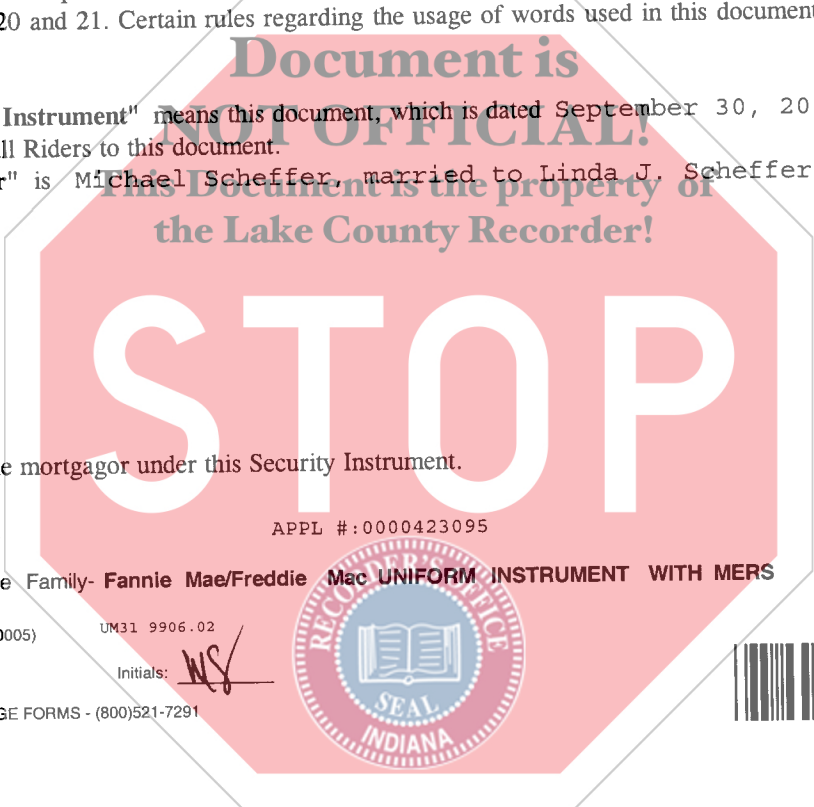 20 and 21. Certain rules regarding the usage of words used in this document
Document is
Instrument" means this document, which is dated September 30, 20
NOT OFFICIAL!
ll Riders to this document.
r" is Michael Scheffer, married to Linda J. Scheffer
This Document is the property of
the Lake County Recorder!
STOP
e mortgagor under this Security Instrument.
APPL #:0000423095
e Family- Fannie Mae/Freddie Mac UNIFORM INSTRUMENT WITH MERS
0005)
UM31 9906.02
Initials: MS
GE FORMS - (800)521-7291
RECORDER'S OFFICE
SEAL
INDIANA